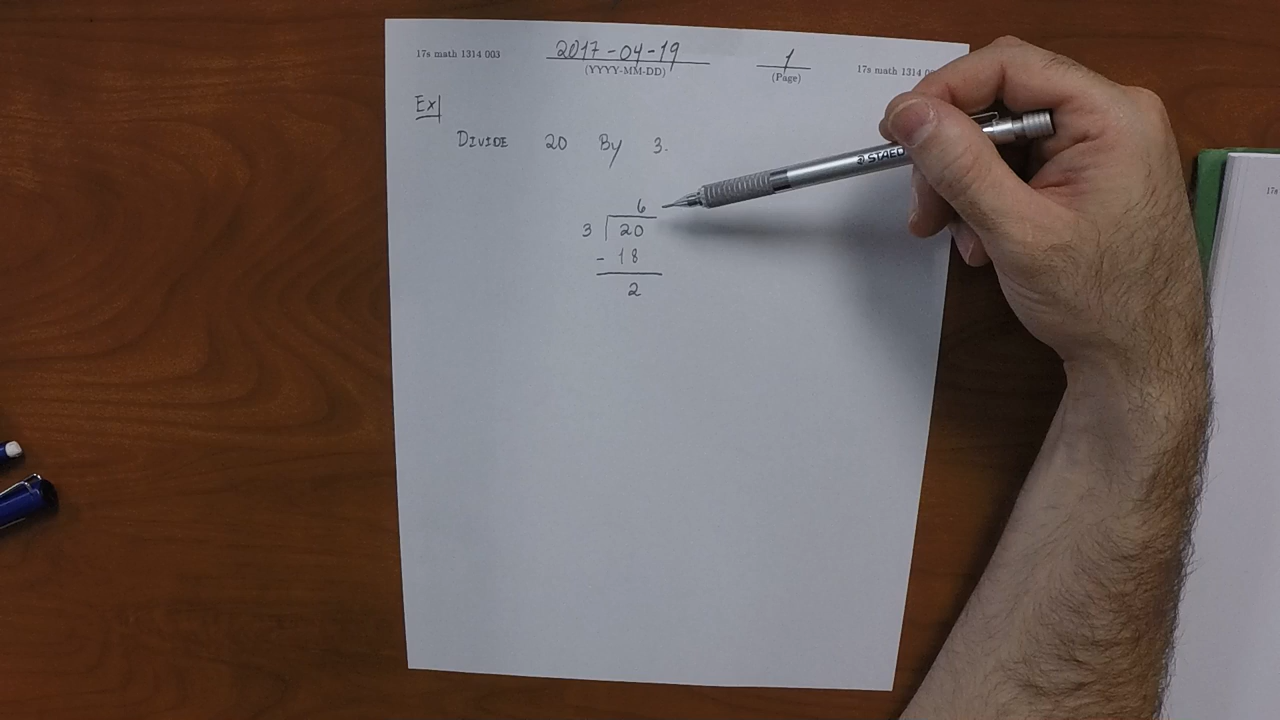 17s math 1314 003 2017-04-19 1 17s math 1314
(YYYY-MM-DD) (Page)
Ex
DIVIDE 20 By 3.
6
3 20
- 18
2
STAED